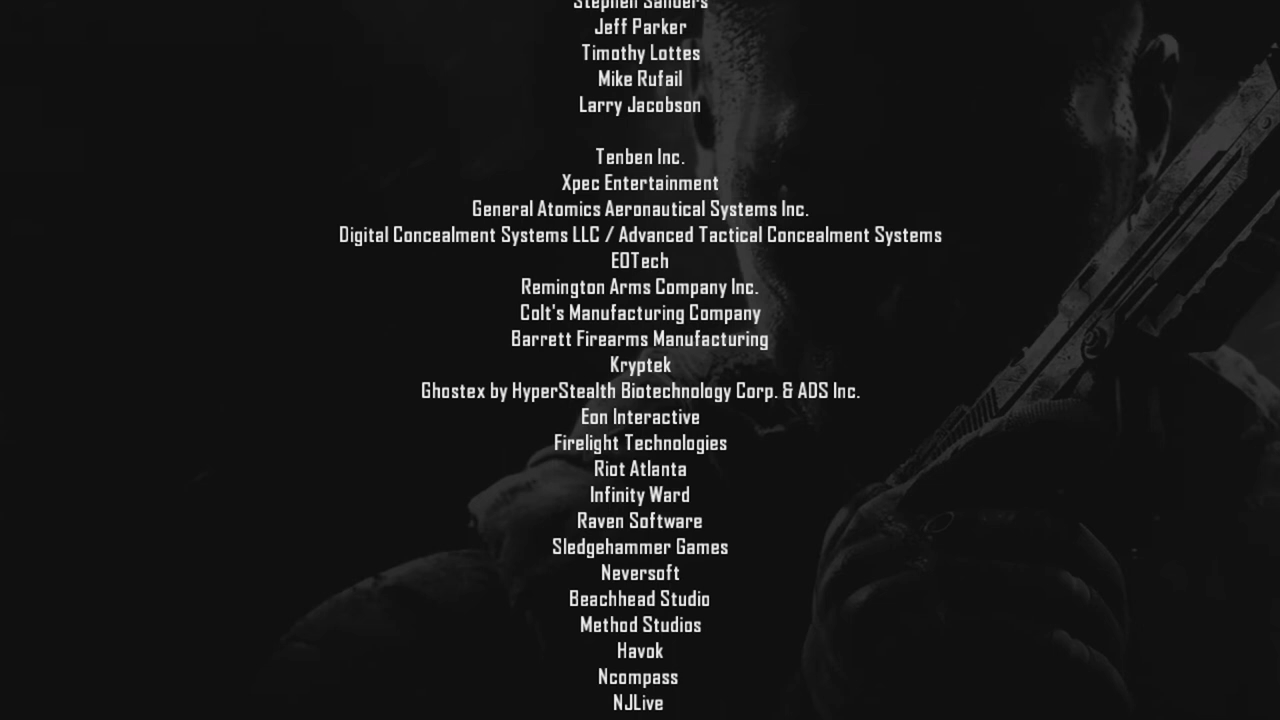 Stephen Sanders
Jeff Parker
Timothy Lottes
Mike Rufail
Larry Jacobson
Tenben Inc.
Xpec Entertainment
General Atomics Aeronautical Systems Inc.
Digital Concealment Systems LLC / Advanced Tactical Concealment Systems
EOTech
Remington Arms Company Inc.
Colt's Manufacturing Company
Barrett Firearms Manufacturing
Kryptek
Ghostex by HyperStealth Biotechnology Corp. & ADS Inc.
Eon Interactive
Firelight Technologies
Riot Atlanta
Infinity Ward
Raven Software
Sledgehammer Games
Neversoft
Beachhead Studio
Method Studios
Havok
Ncompass
NJLive